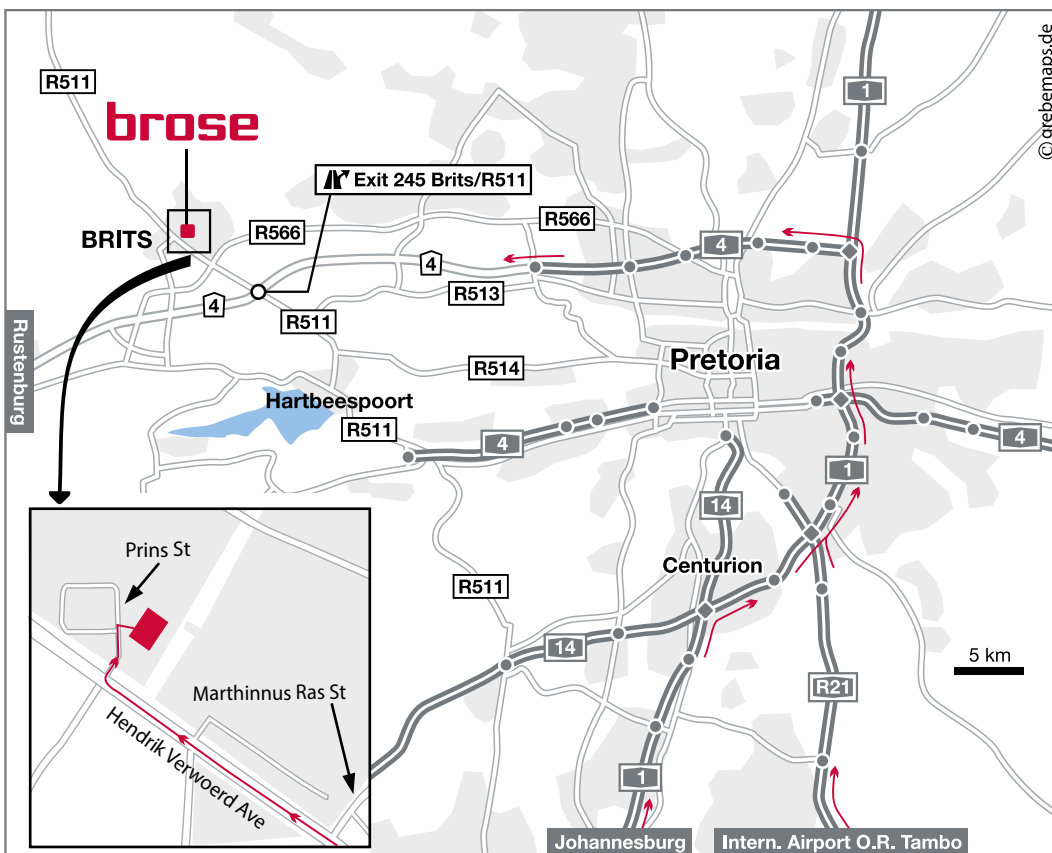 © grebemaps.de
R511
1
brose
Exit 245 Brits/R511
BRITS
R566
R566
4
4
4
R513
R511
Rustenburg
Pretoria
R514
Hartbeespoort
R511
4
4
1
14
Prins St
Centurion
R511
14
5 km
R21
Marthinnus Ras St
Hendrik Verwoerd Ave
1
Johannesburg
Intern. Airport O.R. Tambo